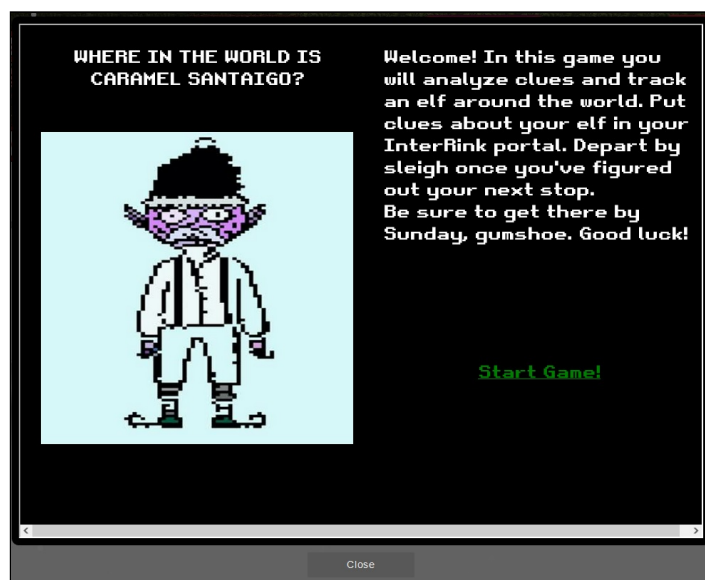 WHERE IN THE WORLD IS
CARAMEL SANTAIGO?
Welcome! In this game you
will analyze clues and track
an elf around the world. Put
clues about your elf in your
InterRink portal. Depart by
sleigh once you've figured
out your next stop.
Be sure to get there by
Sunday, gumshoe. Good luck!
Start Game!
Close